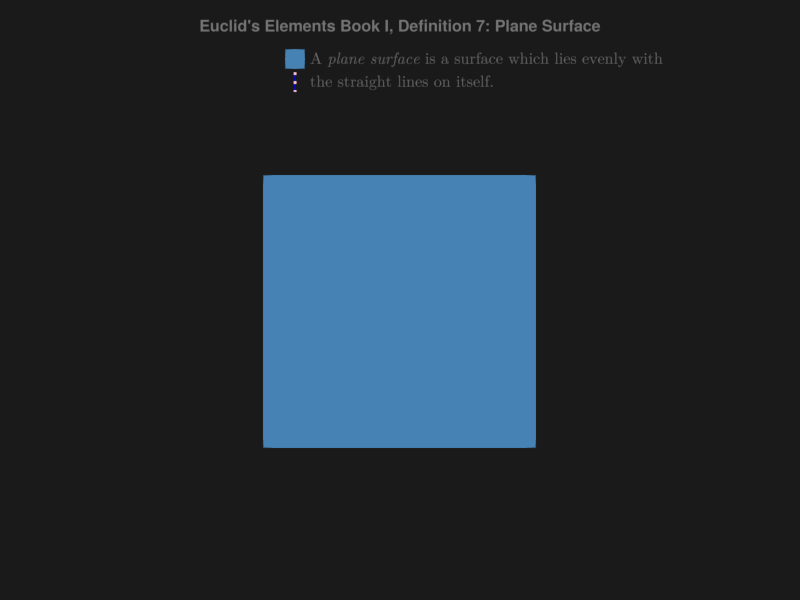 Euclid's Elements Book I, Definition 7: Plane Surface
A plane surface is a surface which lies evenly with
the straight lines on itself.